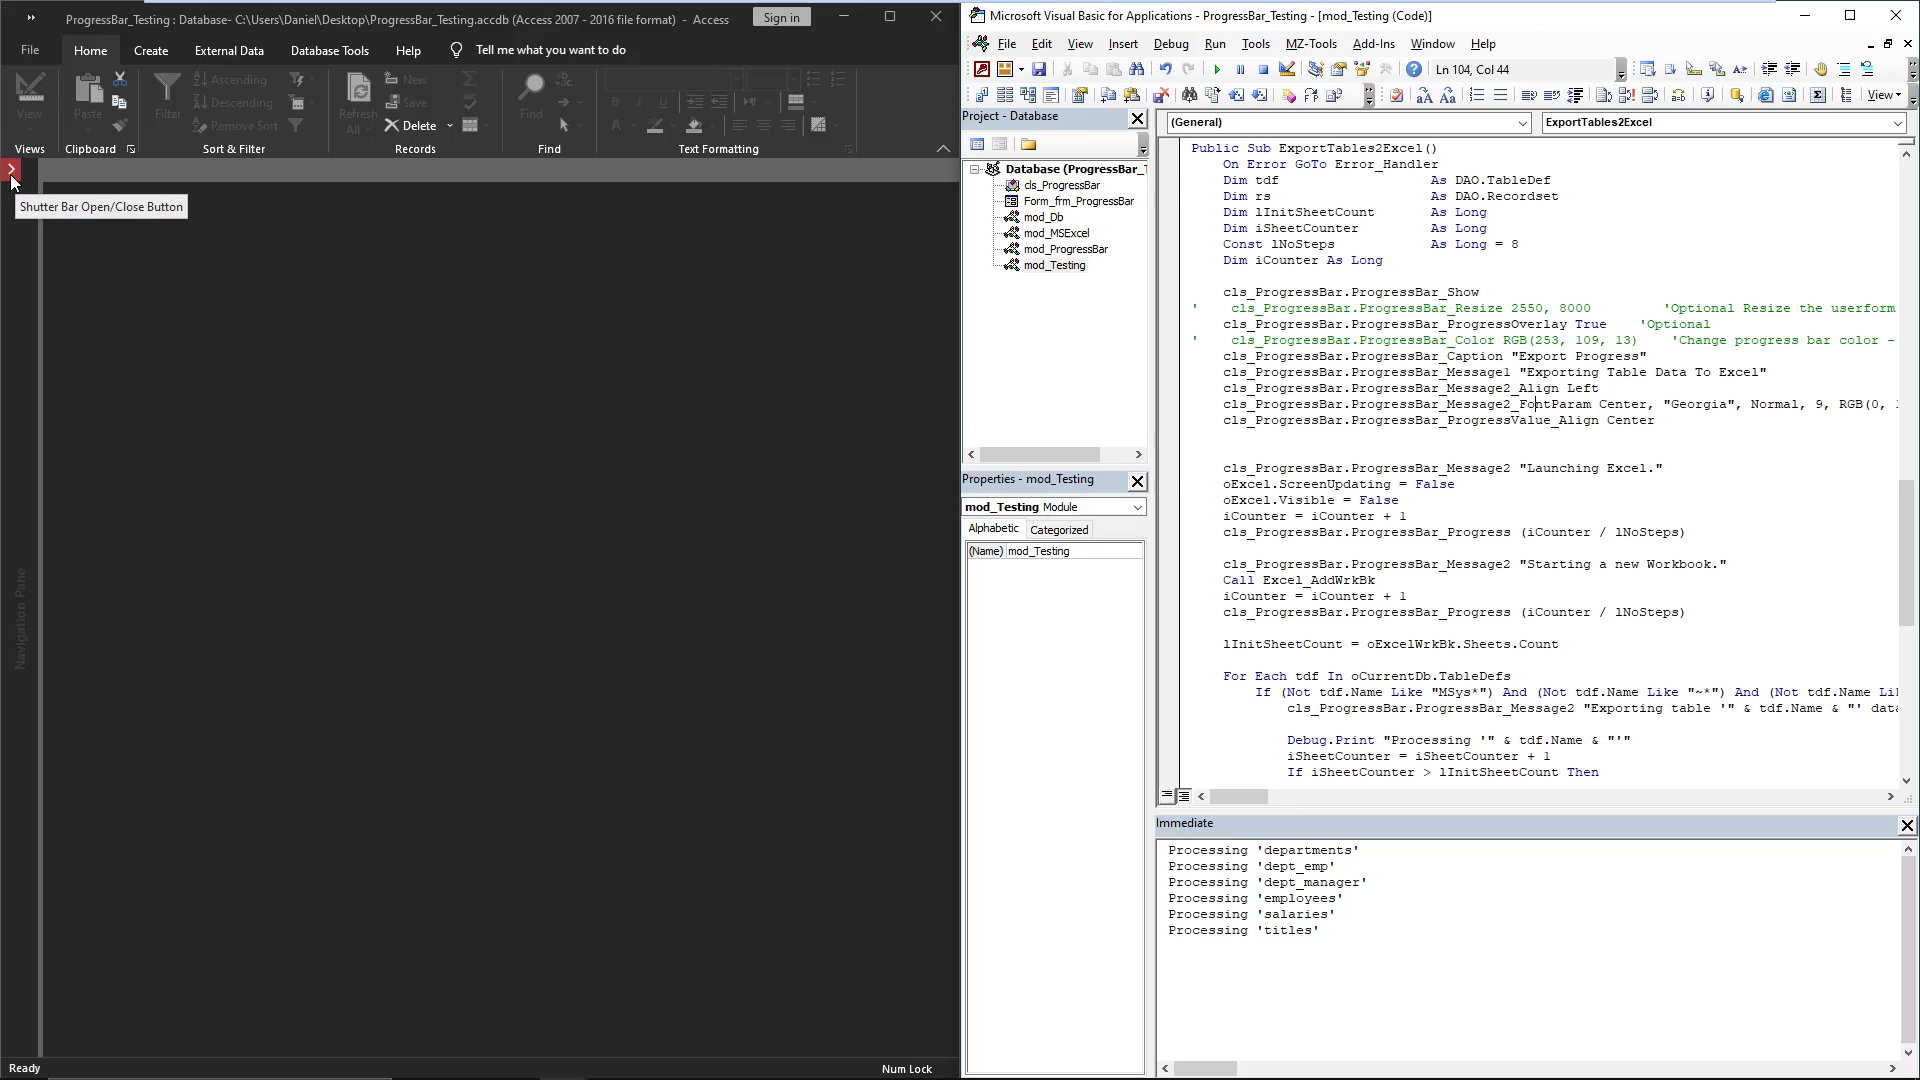 ProgressBar_Testing : Database- C:\Users\Daniel\Desktop\ProgressBar_Testing.accdb (Access 2007 - 2016 file format) - Access
Sign in
File
Home
Create
External Data
Database Tools
Help
Tell me what you want to do
View
Views
Paste
Clipboard
Filter
Ascending
Descending
Remove Sort
Sort & Filter
Refresh
All
New
Save
Delete
Records
Find
Find
Text Formatting
Shutter Bar Open/Close Button
Navigation Pane
Ready
Num Lock
Microsoft Visual Basic for Applications - ProgressBar_Testing - [mod_Testing (Code)]
File Edit View Insert Debug Run Tools MZ-Tools Add-Ins Window Help
Ln 104, Col 44
View
Project - Database
Database (ProgressBar_T
cls_ProgressBar
Form_frm_ProgressBar
mod_Db
mod_MSExcel
mod_ProgressBar
mod_Testing
Properties - mod_Testing
mod_Testing Module
Alphabetic
Categorized
(Name) mod_Testing
(General)
ExportTables2Excel
Public Sub ExportTables2Excel()
On Error GoTo Error_Handler
Dim tdf As DAO.TableDef
Dim rs As DAO.Recordset
Dim lInitSheetCount As Long
Dim iSheetCounter As Long
Const lNoSteps As Long = 8
Dim iCounter As Long
cls_ProgressBar.ProgressBar_Show
' cls_ProgressBar.ProgressBar_Resize 2550, 8000 'Optional Resize the userform
cls_ProgressBar.ProgressBar_ProgressOverlay True 'Optional
' cls_ProgressBar.ProgressBar_Color RGB(253, 109, 13) 'Change progress bar color -
cls_ProgressBar.ProgressBar_Caption "Export Progress"
cls_ProgressBar.ProgressBar_Message1 "Exporting Table Data To Excel"
cls_ProgressBar.ProgressBar_Message2_Align Left
cls_ProgressBar.ProgressBar_Message2_FontParam Center, "Georgia", Normal, 9, RGB(0,
cls_ProgressBar.ProgressBar_ProgressValue_Align Center
cls_ProgressBar.ProgressBar_Message2 "Launching Excel."
oExcel.ScreenUpdating = False
oExcel.Visible = False
iCounter = iCounter + 1
cls_ProgressBar.ProgressBar_Progress (iCounter / lNoSteps)
cls_ProgressBar.ProgressBar_Message2 "Starting a new Workbook."
Call Excel_AddWrkBk
iCounter = iCounter + 1
cls_ProgressBar.ProgressBar_Progress (iCounter / lNoSteps)
lInitSheetCount = oExcelWrkBk.Sheets.Count
For Each tdf In oCurrentDb.TableDefs
If (Not tdf.Name Like "MSys*") And (Not tdf.Name Like "~*") And (Not tdf.Name Li
cls_ProgressBar.ProgressBar_Message2 "Exporting table '" & tdf.Name & "' data
Debug.Print "Processing '" & tdf.Name & "'"
iSheetCounter = iSheetCounter + 1
If iSheetCounter > lInitSheetCount Then
Immediate
Processing 'departments'
Processing 'dept_emp'
Processing 'dept_manager'
Processing 'employees'
Processing 'salaries'
Processing 'titles'